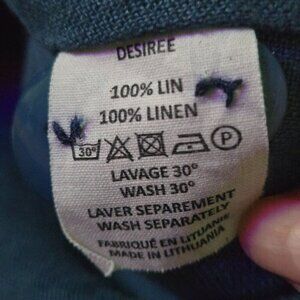 DESIREE
100% LIN
100% LINEN
30° P
LAVAGE 30°
WASH 30°
LAVER SEPAREMENT
WASH SEPARATELY
FABRIQUÉ EN LITUANIE
MADE IN LITHUANIA